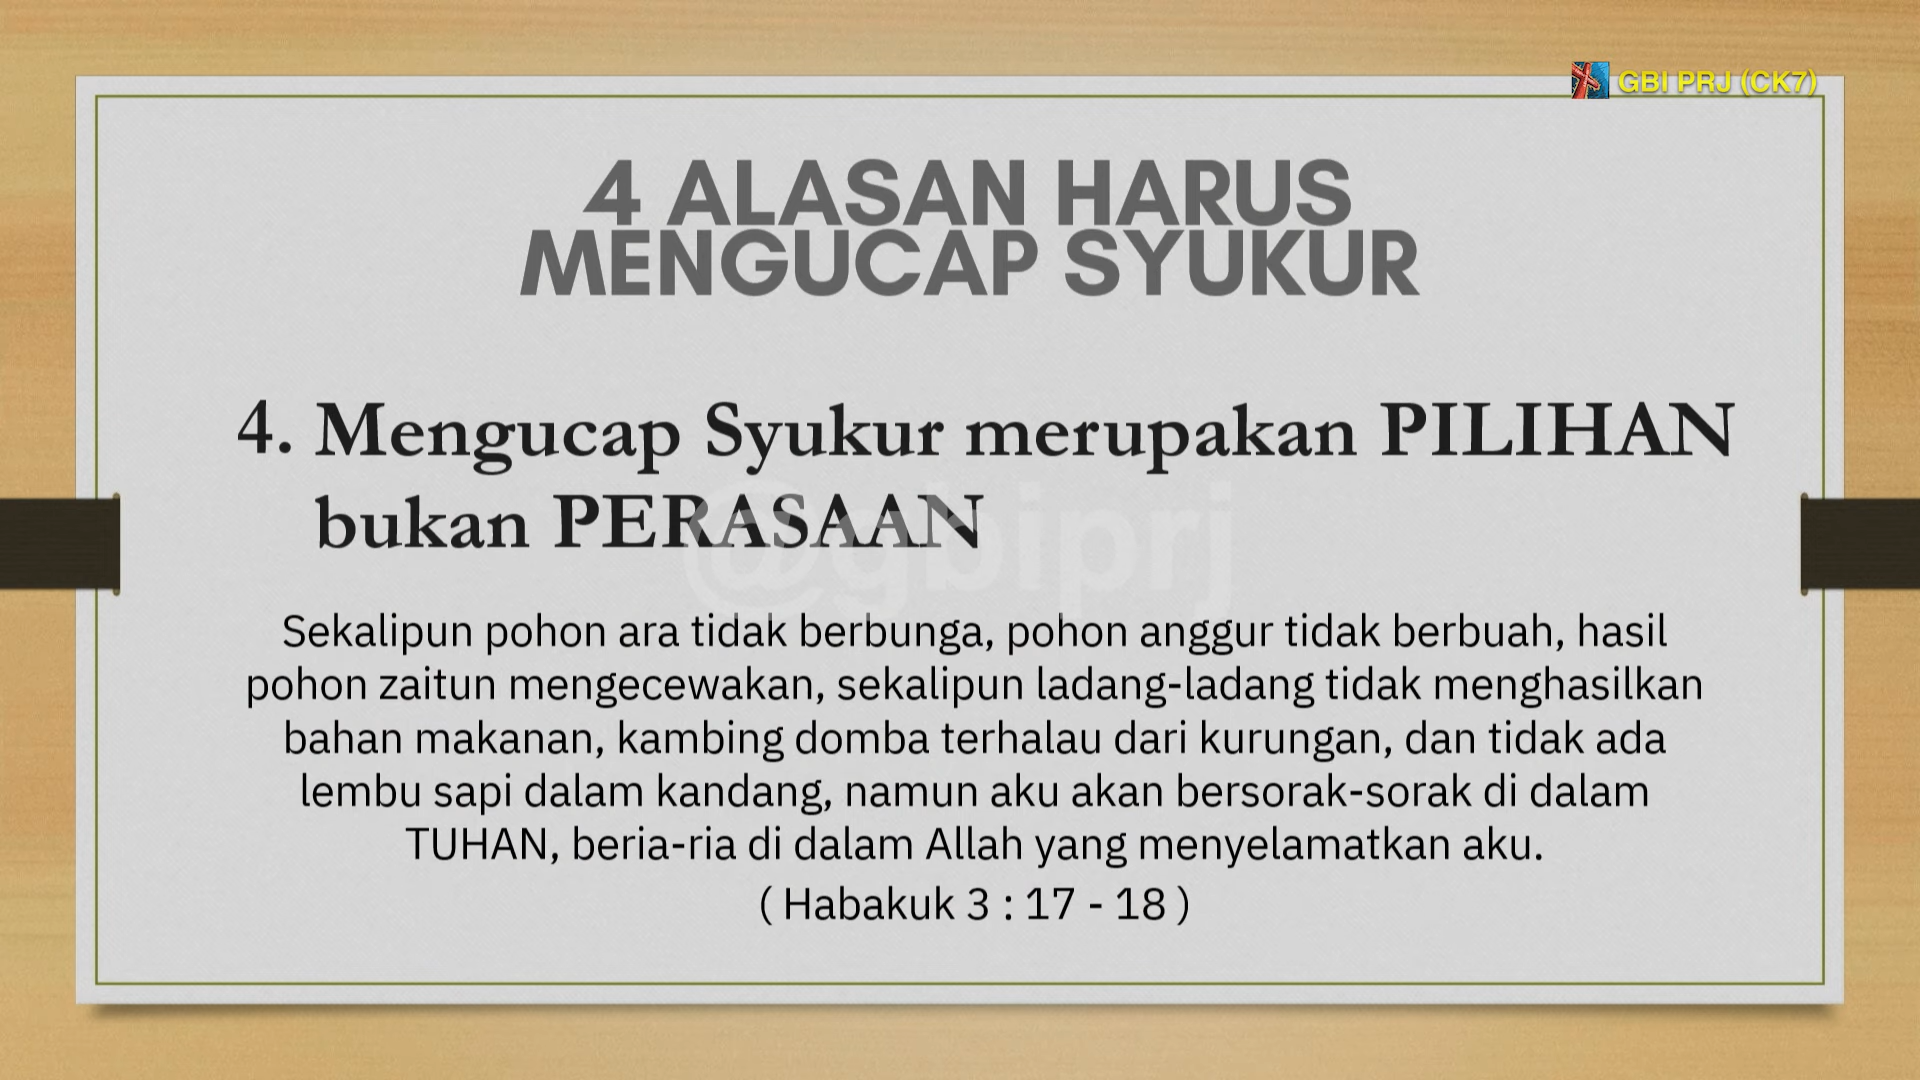 GBI PRJ (CK7)
4 ALASAN HARUS
MENGUCAP SYUKUR
4. Mengucap Syukur merupakan PILIHAN
bukan PERASAAN
@gbiprj
Sekalipun pohon ara tidak berbunga, pohon anggur tidak berbuah, hasil
pohon zaitun mengecewakan, sekalipun ladang-ladang tidak menghasilkan
bahan makanan, kambing domba terhalau dari kurungan, dan tidak ada
lembu sapi dalam kandang, namun aku akan bersorak-sorak di dalam
TUHAN, beria-ria di dalam Allah yang menyelamatkan aku.
( Habakuk 3 : 17 - 18 )